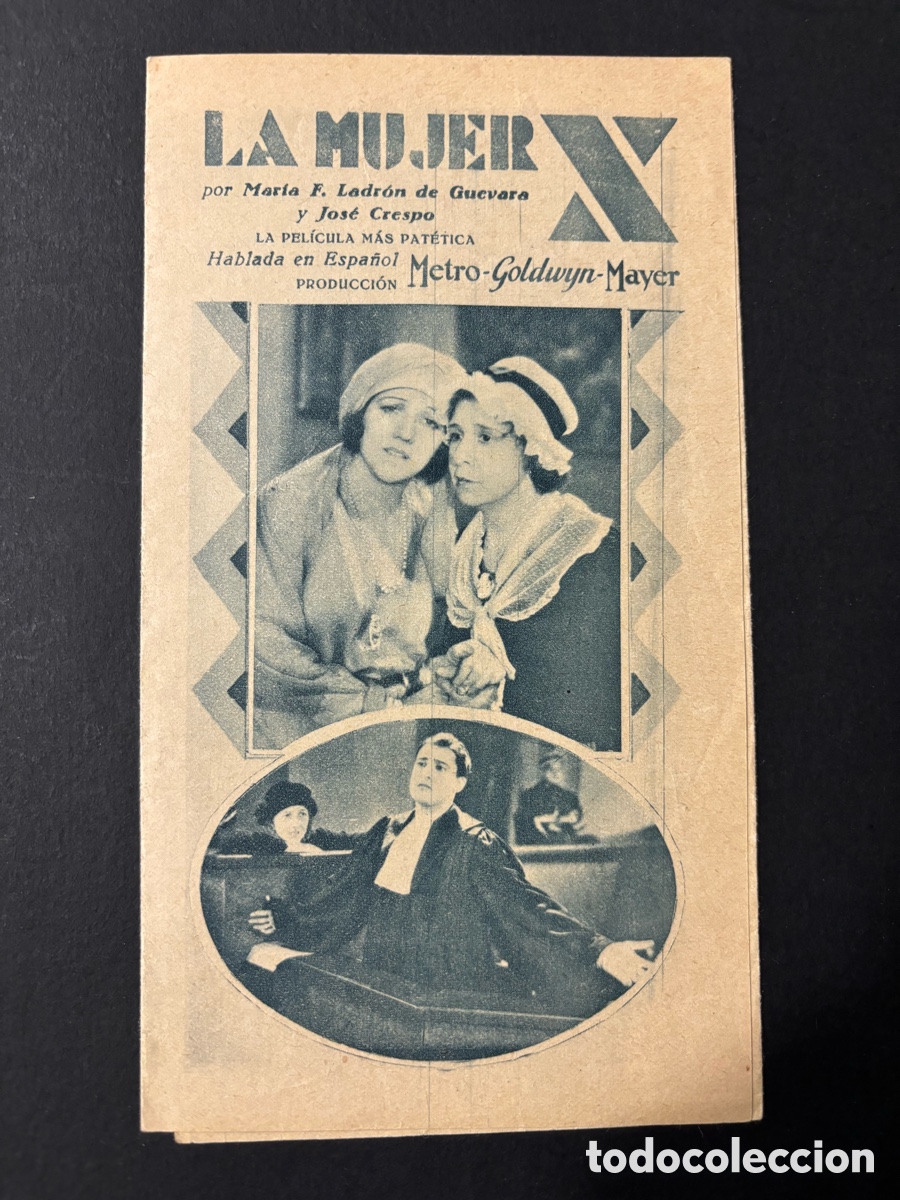 LA MUJER X
por María F. Ladrón de Guevara
y José Crespo
LA PELÍCULA MÁS PATÉTICA
Hablada en Español
PRODUCCIÓN Metro-Goldwyn-Mayer
todocoleccion